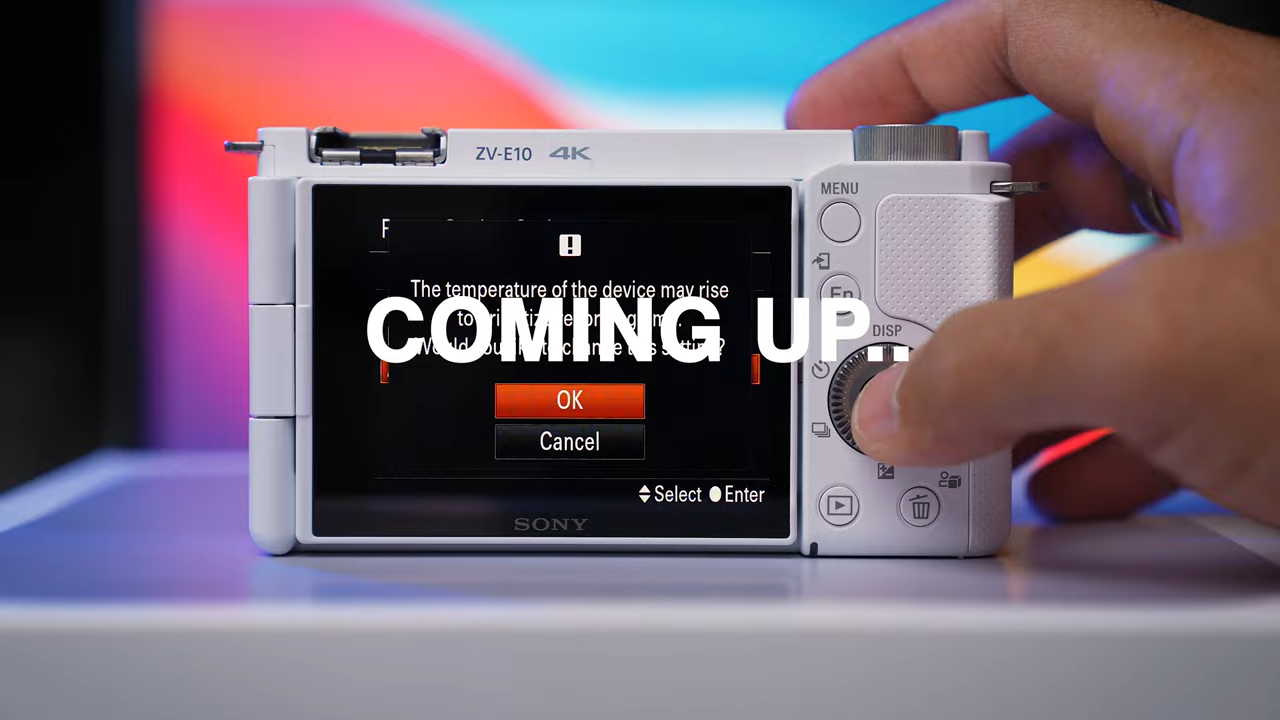 ZV-E10 4K
MENU
The temperature of the device may rise
Fn
COMING UP..
DISP
OK
Cancel
Select Enter
SONY